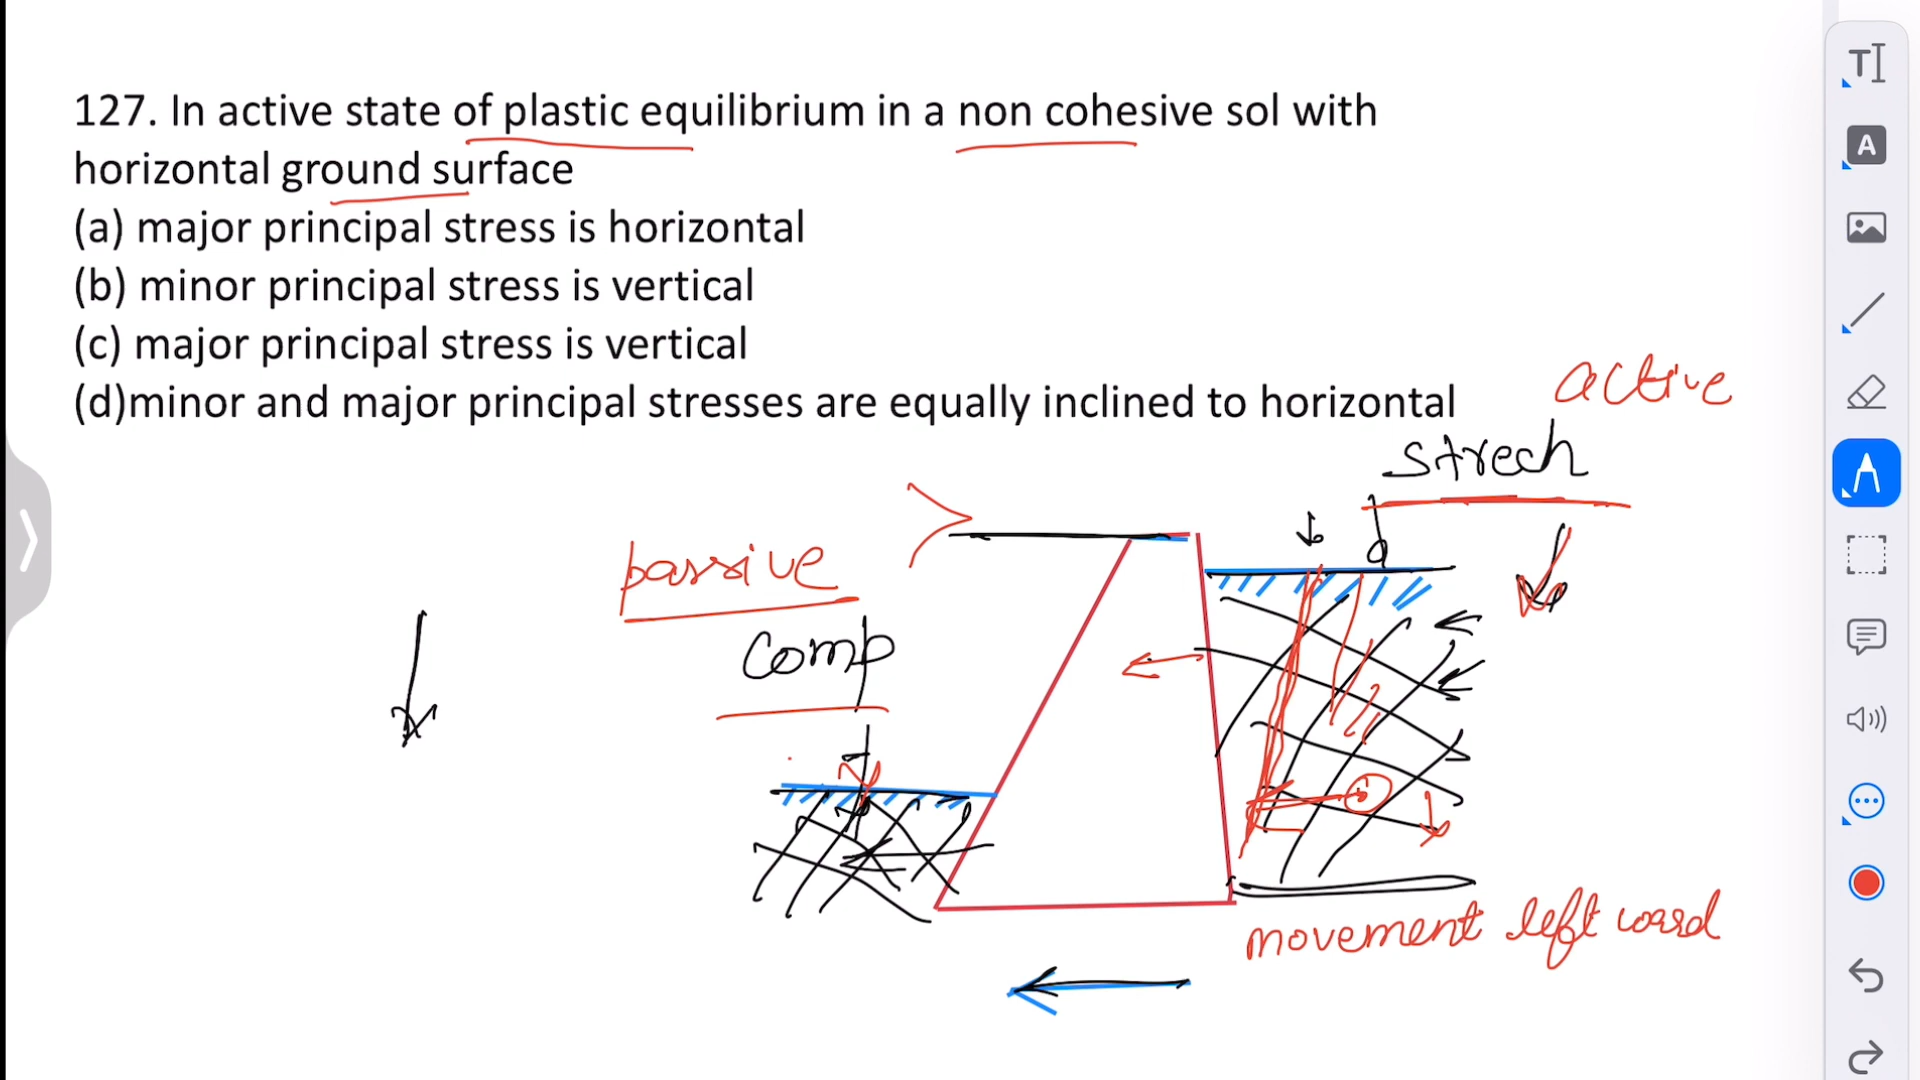 127. In active state of plastic equilibrium in a non cohesive sol with
horizontal ground surface
(a) major principal stress is horizontal
(b) minor principal stress is vertical
(c) major principal stress is vertical
(d)minor and major principal stresses are equally inclined to horizontal
active
strech
passive
comp
movement left ward
T
A